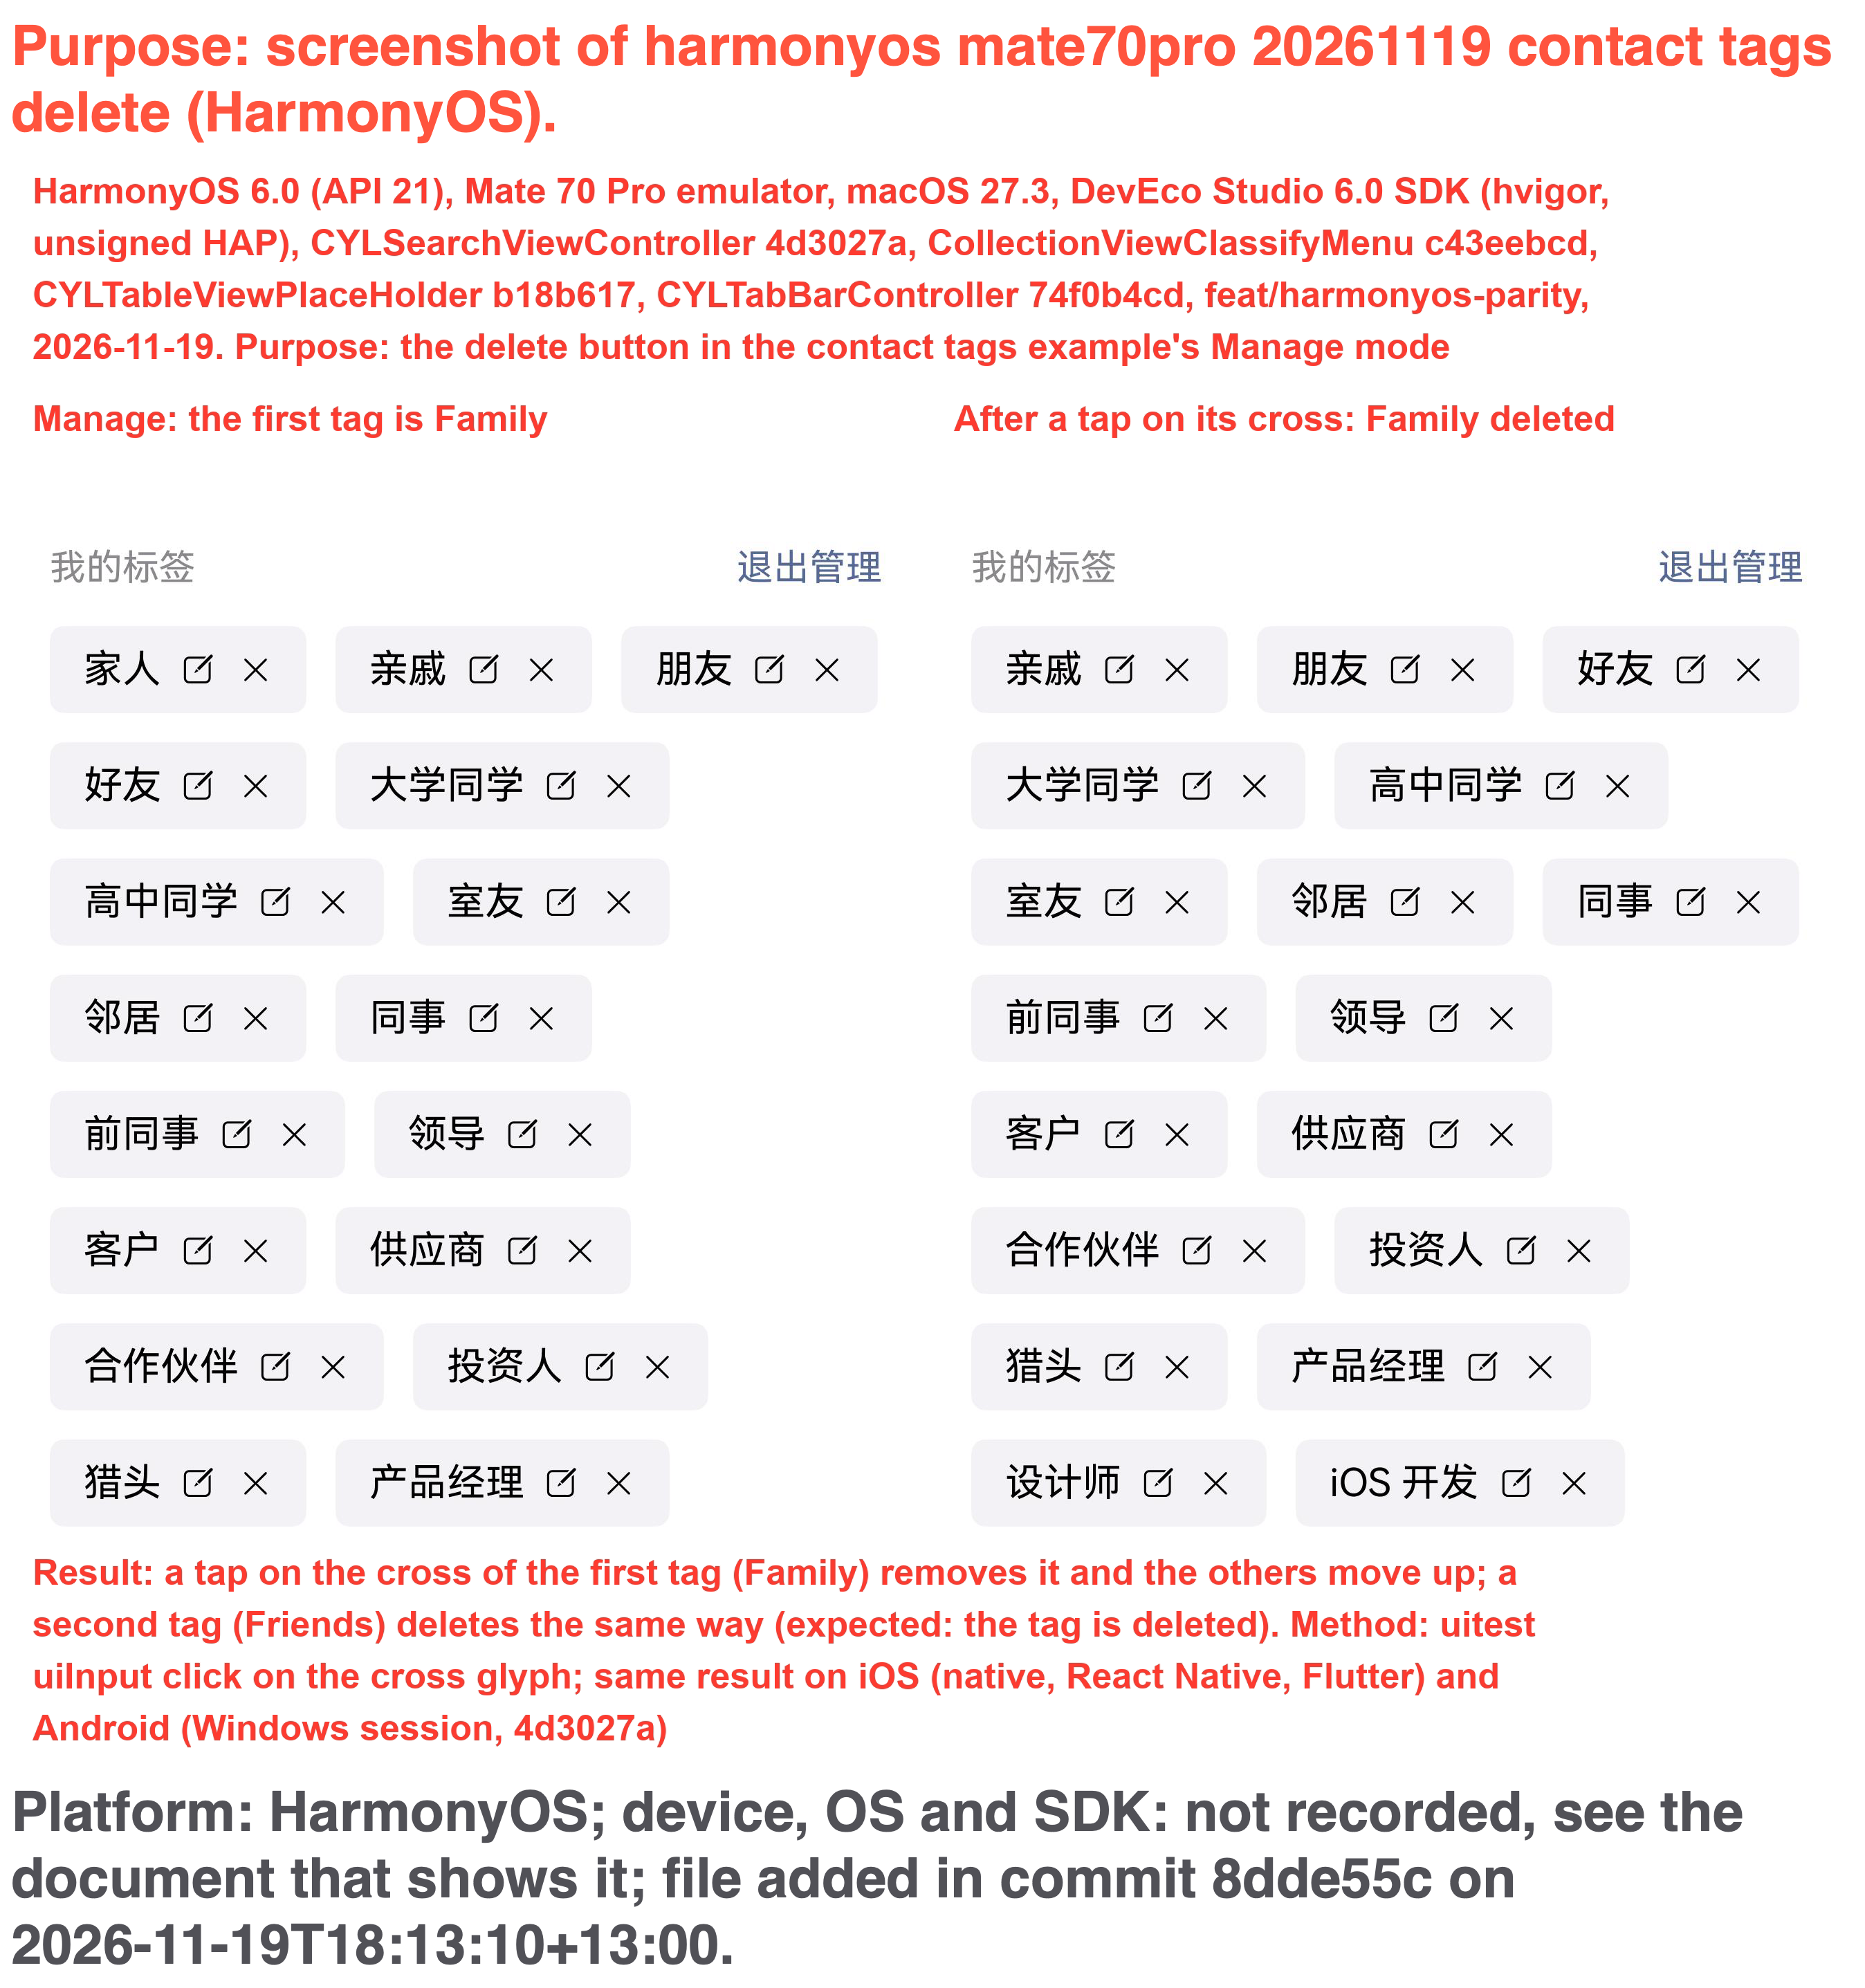 Purpose: screenshot of harmonyos mate70pro 20261119 contact tags
delete (HarmonyOS).
HarmonyOS 6.0 (API 21), Mate 70 Pro emulator, macOS 27.3, DevEco Studio 6.0 SDK (hvigor,
unsigned HAP), CYLSearchViewController 4d3027a, CollectionViewClassifyMenu c43eebcd,
CYLTableViewPlaceHolder b18b617, CYLTabBarController 74f0b4cd, feat/harmonyos-parity,
2026-11-19. Purpose: the delete button in the contact tags example's Manage mode
Manage: the first tag is Family
After a tap on its cross: Family deleted
我的标签 退出管理
家人 亲戚 朋友
好友 大学同学
高中同学 室友
邻居 同事
前同事 领导
客户 供应商
合作伙伴 投资人
猎头 产品经理
我的标签 退出管理
亲戚 朋友 好友
大学同学 高中同学
室友 邻居 同事
前同事 领导
客户 供应商
合作伙伴 投资人
猎头 产品经理
设计师 iOS 开发
Result: a tap on the cross of the first tag (Family) removes it and the others move up; a
second tag (Friends) deletes the same way (expected: the tag is deleted). Method: uitest
uiInput click on the cross glyph; same result on iOS (native, React Native, Flutter) and
Android (Windows session, 4d3027a)
Platform: HarmonyOS; device, OS and SDK: not recorded, see the
document that shows it; file added in commit 8dde55c on
2026-11-19T18:13:10+13:00.